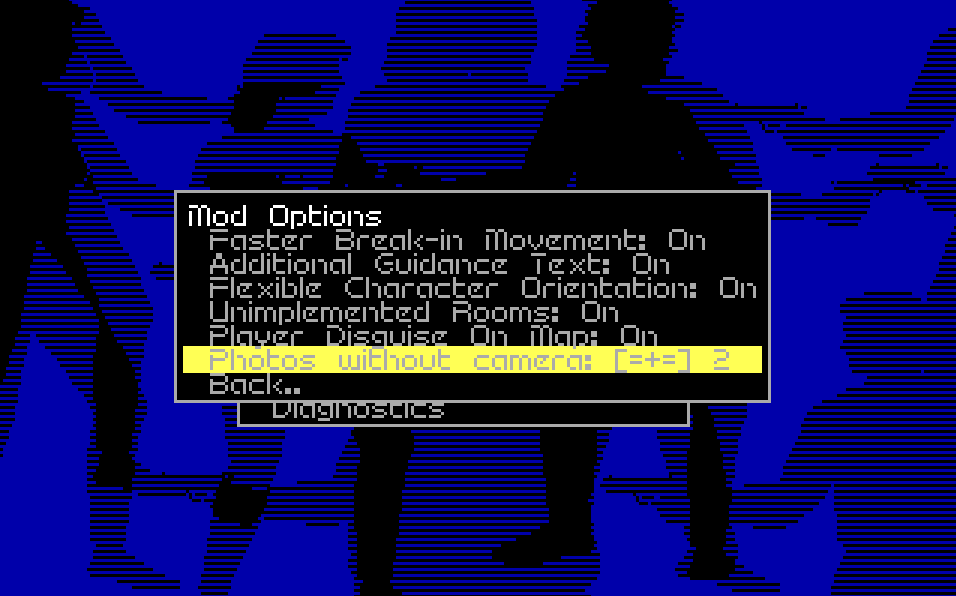 Mod Options
Faster Break-in Movement: On
Additional Guidance Text: On
Flexible Character Orientation: On
Unimplemented Rooms: On
Player Disguise On Map: On
Photos without camera: [=+=] 2
Back..
Diagnostics